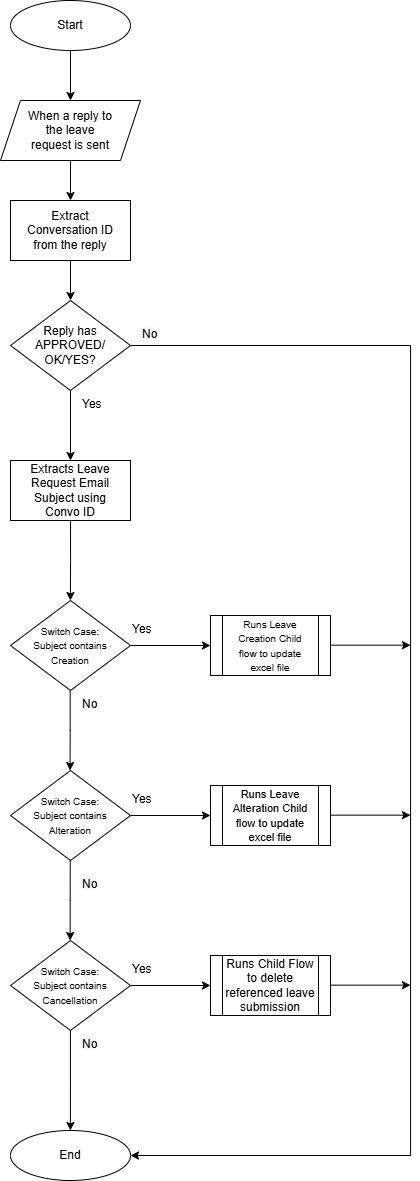 Start
When a reply to
the leave
request is sent
Extract
Conversation ID
from the reply
Reply has
APPROVED/
OK/YES?
No
Yes
Extracts Leave
Request Email
Subject using
Convo ID
Switch Case:
Subject contains
Creation
Yes
Runs Leave
Creation Child
flow to update
excel file
No
Switch Case:
Subject contains
Alteration
Yes
Runs Leave
Alteration Child
flow to update
excel file
No
Switch Case:
Subject contains
Cancellation
Yes
Runs Child Flow
to delete
referenced leave
submission
No
End